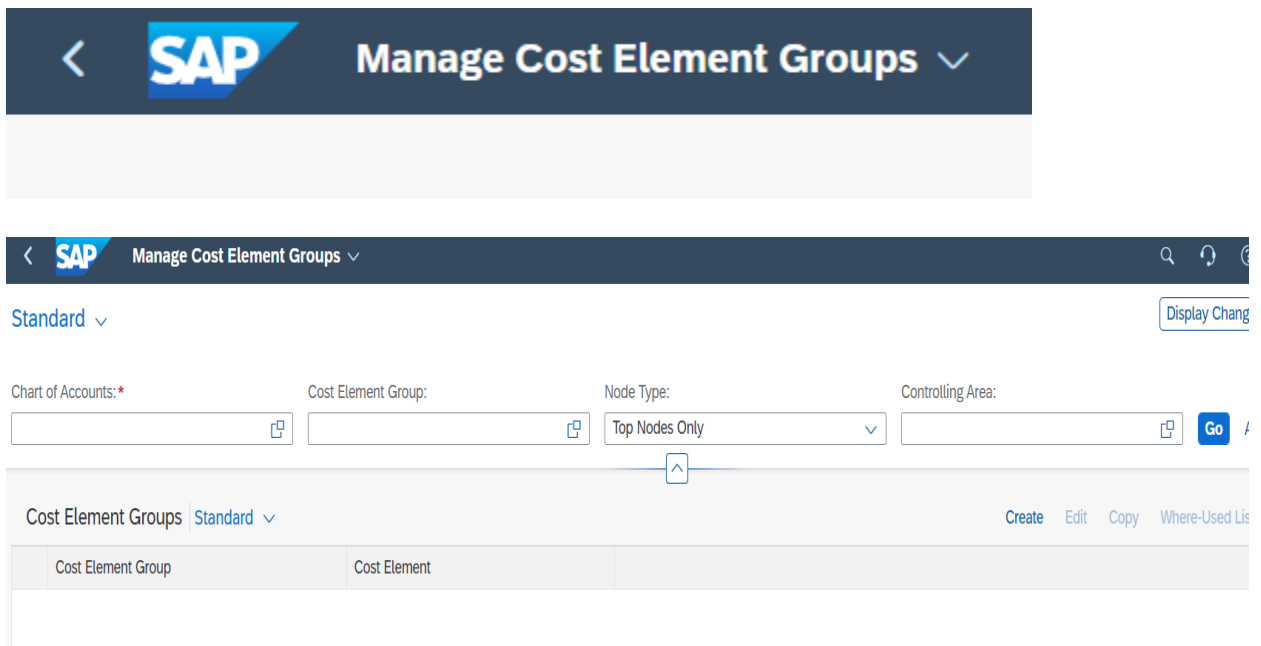 SAP Manage Cost Element Groups
SAP Manage Cost Element Groups
Standard
Display Chang
Chart of Accounts:* Cost Element Group: Node Type: Controlling Area:
Top Nodes Only Go
Cost Element Groups Standard Create Edit Copy Where-Used Lis
Cost Element Group Cost Element